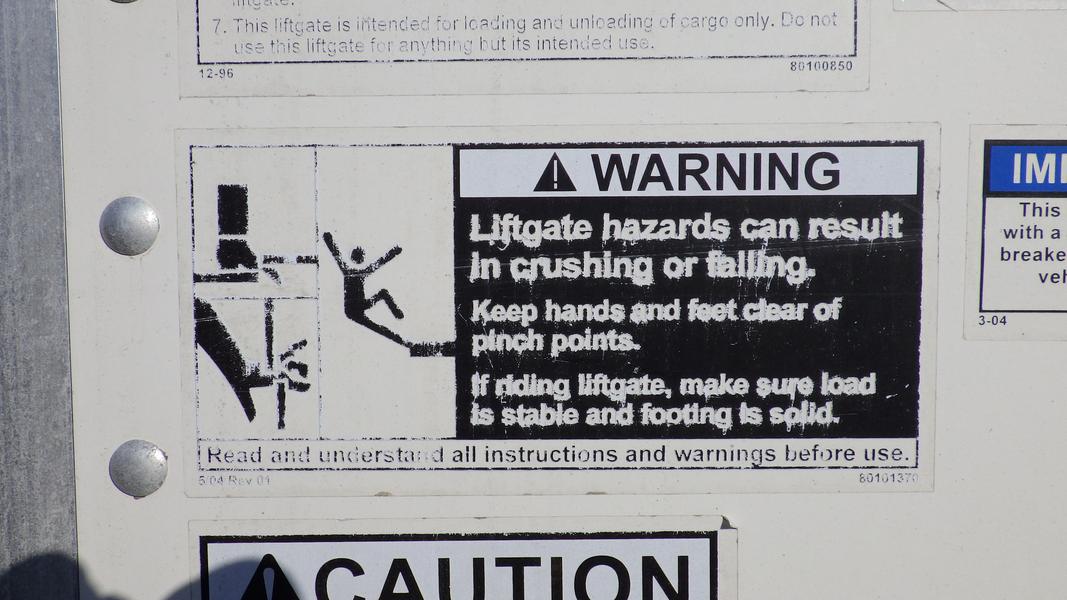 liftgate.
7. This liftgate is intended for loading and unloading of cargo only. Do not
use this liftgate for anything but its intended use.
12-96 80100850
WARNING
Liftgate hazards can result
in crushing or falling.
Keep hands and feet clear of
pinch points.
If riding liftgate, make sure load
is stable and footing is solid.
Read and understand all instructions and warnings before use.
5/04 Rev 01 80101370
IM
This
with a
breake
veh
3-04
CAUTION